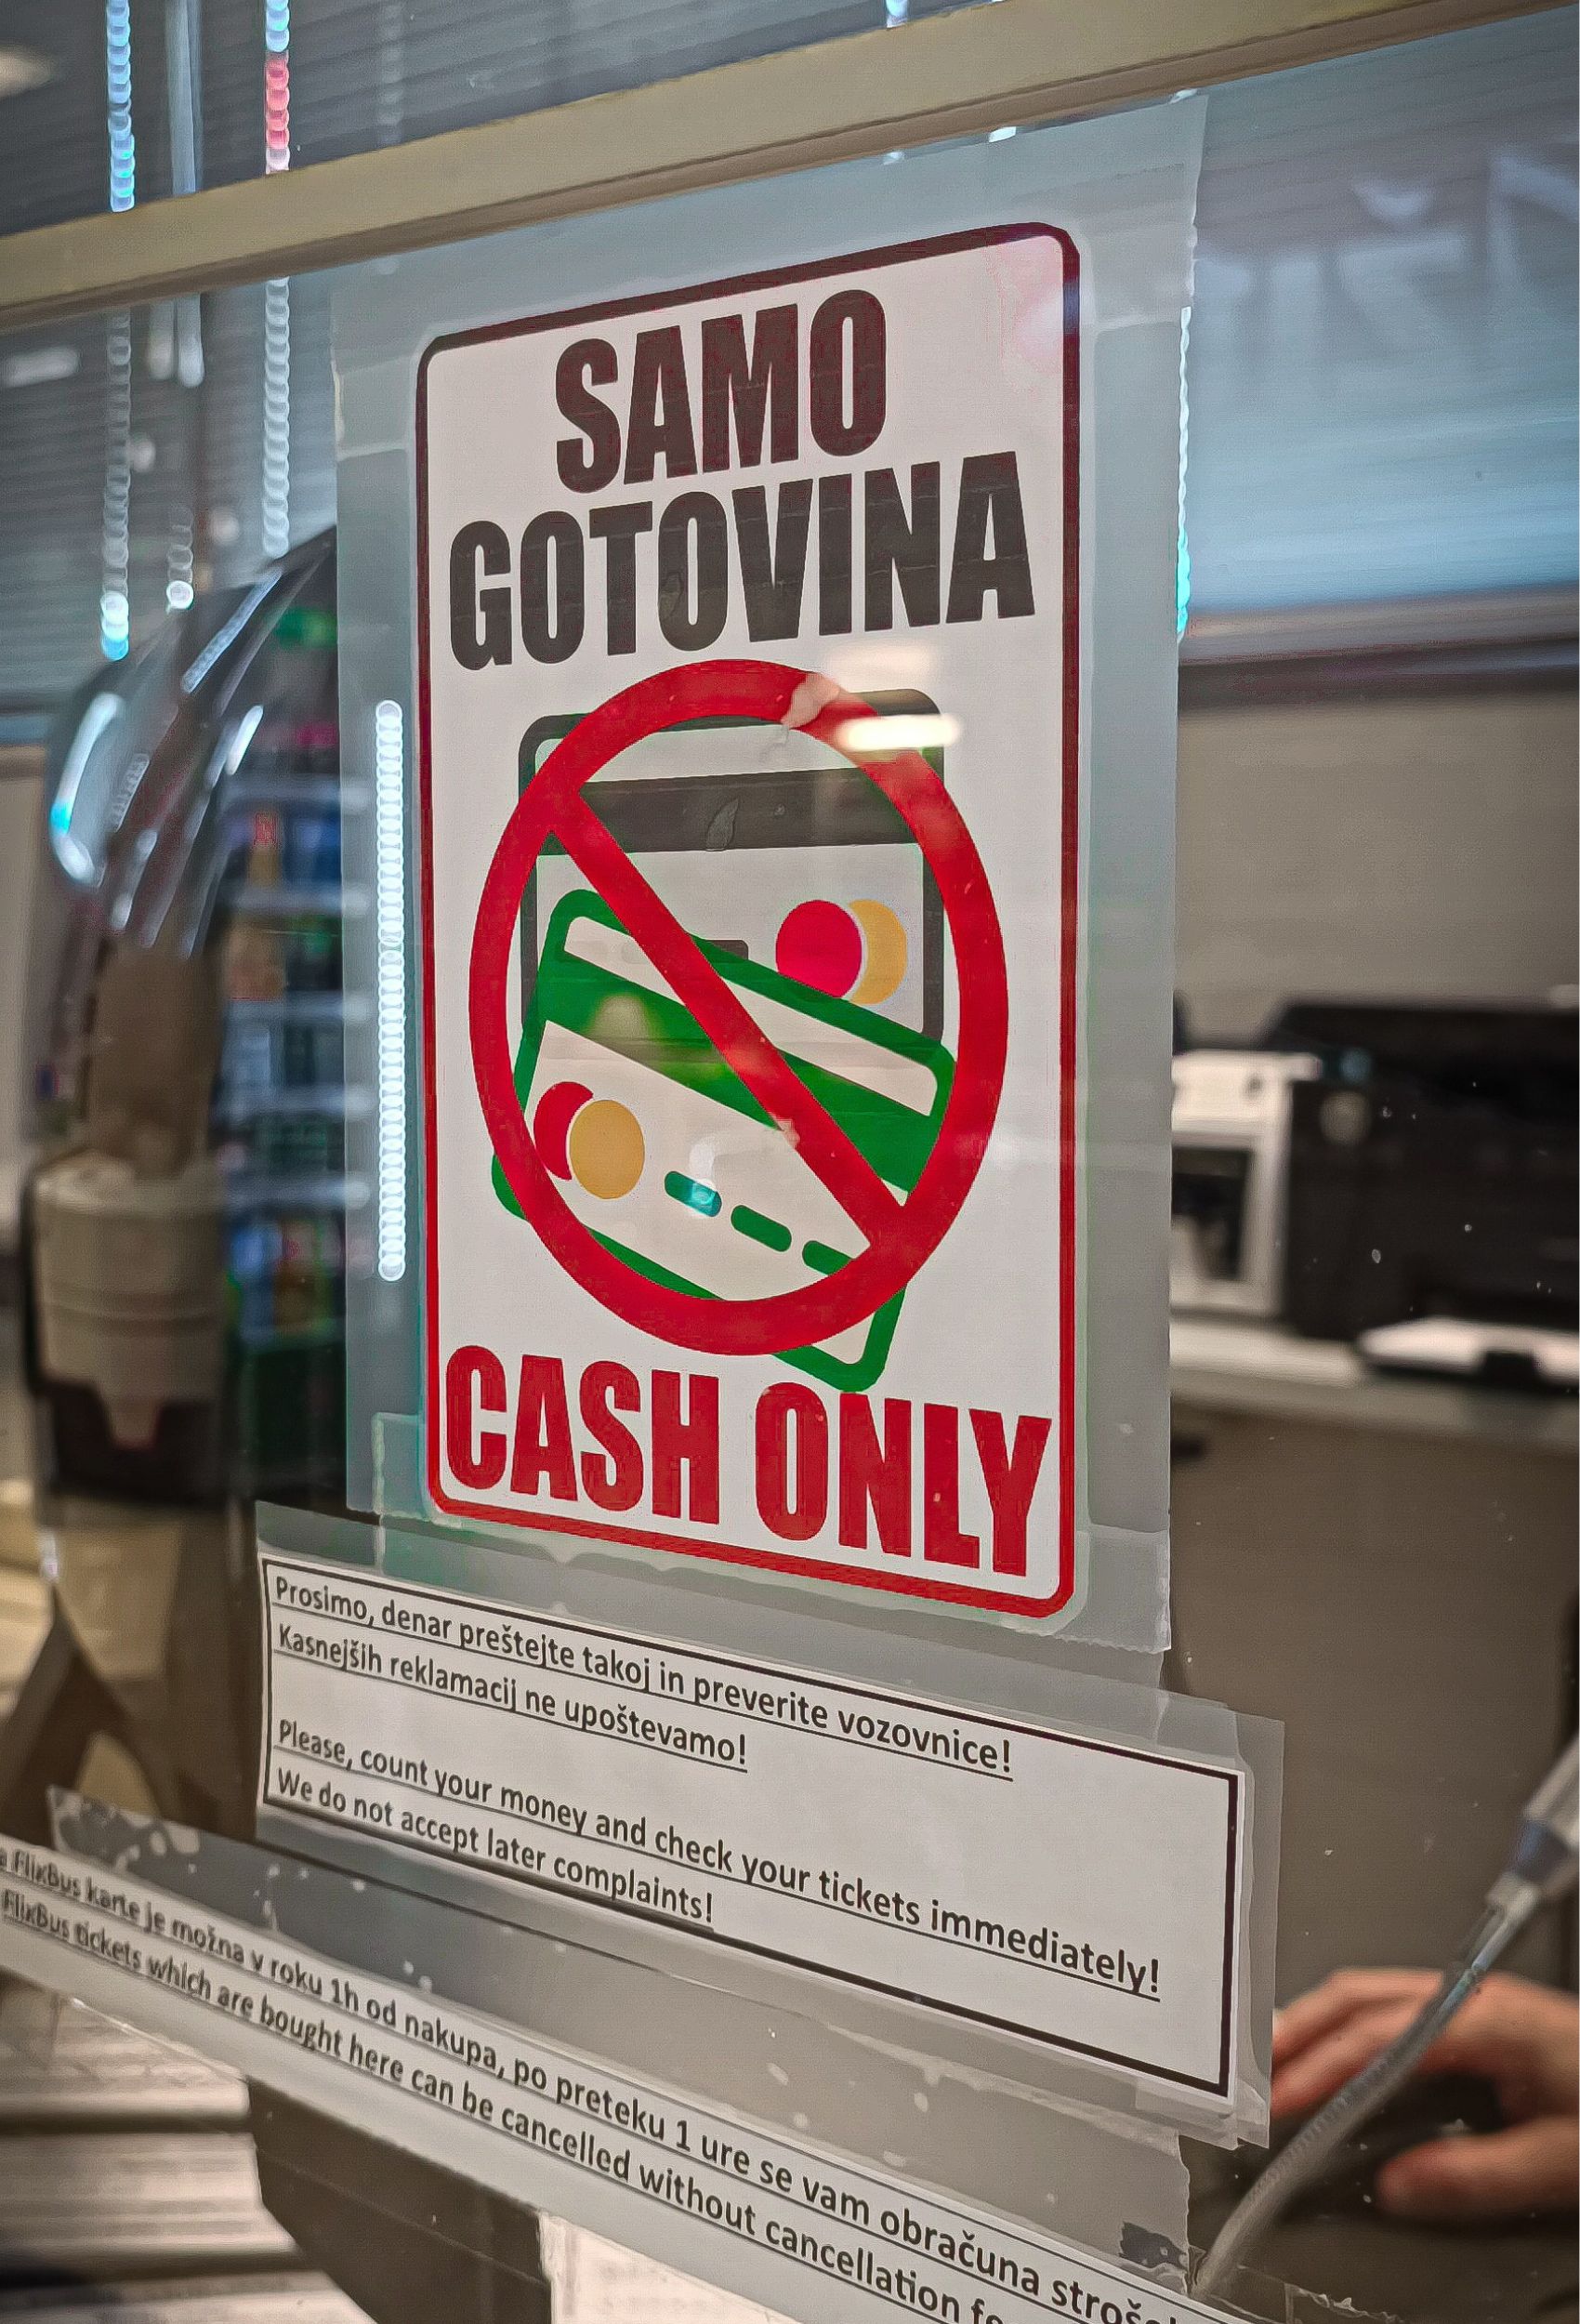 SAMO
GOTOVINA
CASH ONLY
Prosimo, denar preštejte takoj in preverite vozovnice!
Kasnejših reklamacij ne upoštevamo!
Please, count your money and check your tickets immediately!
We do not accept later complaints!
FlixBus karte je možna v roku 1h od nakupa, po preteku 1 ure se vam obračuna
FlixBus tickets which are bought here can be cancelled without cancellation